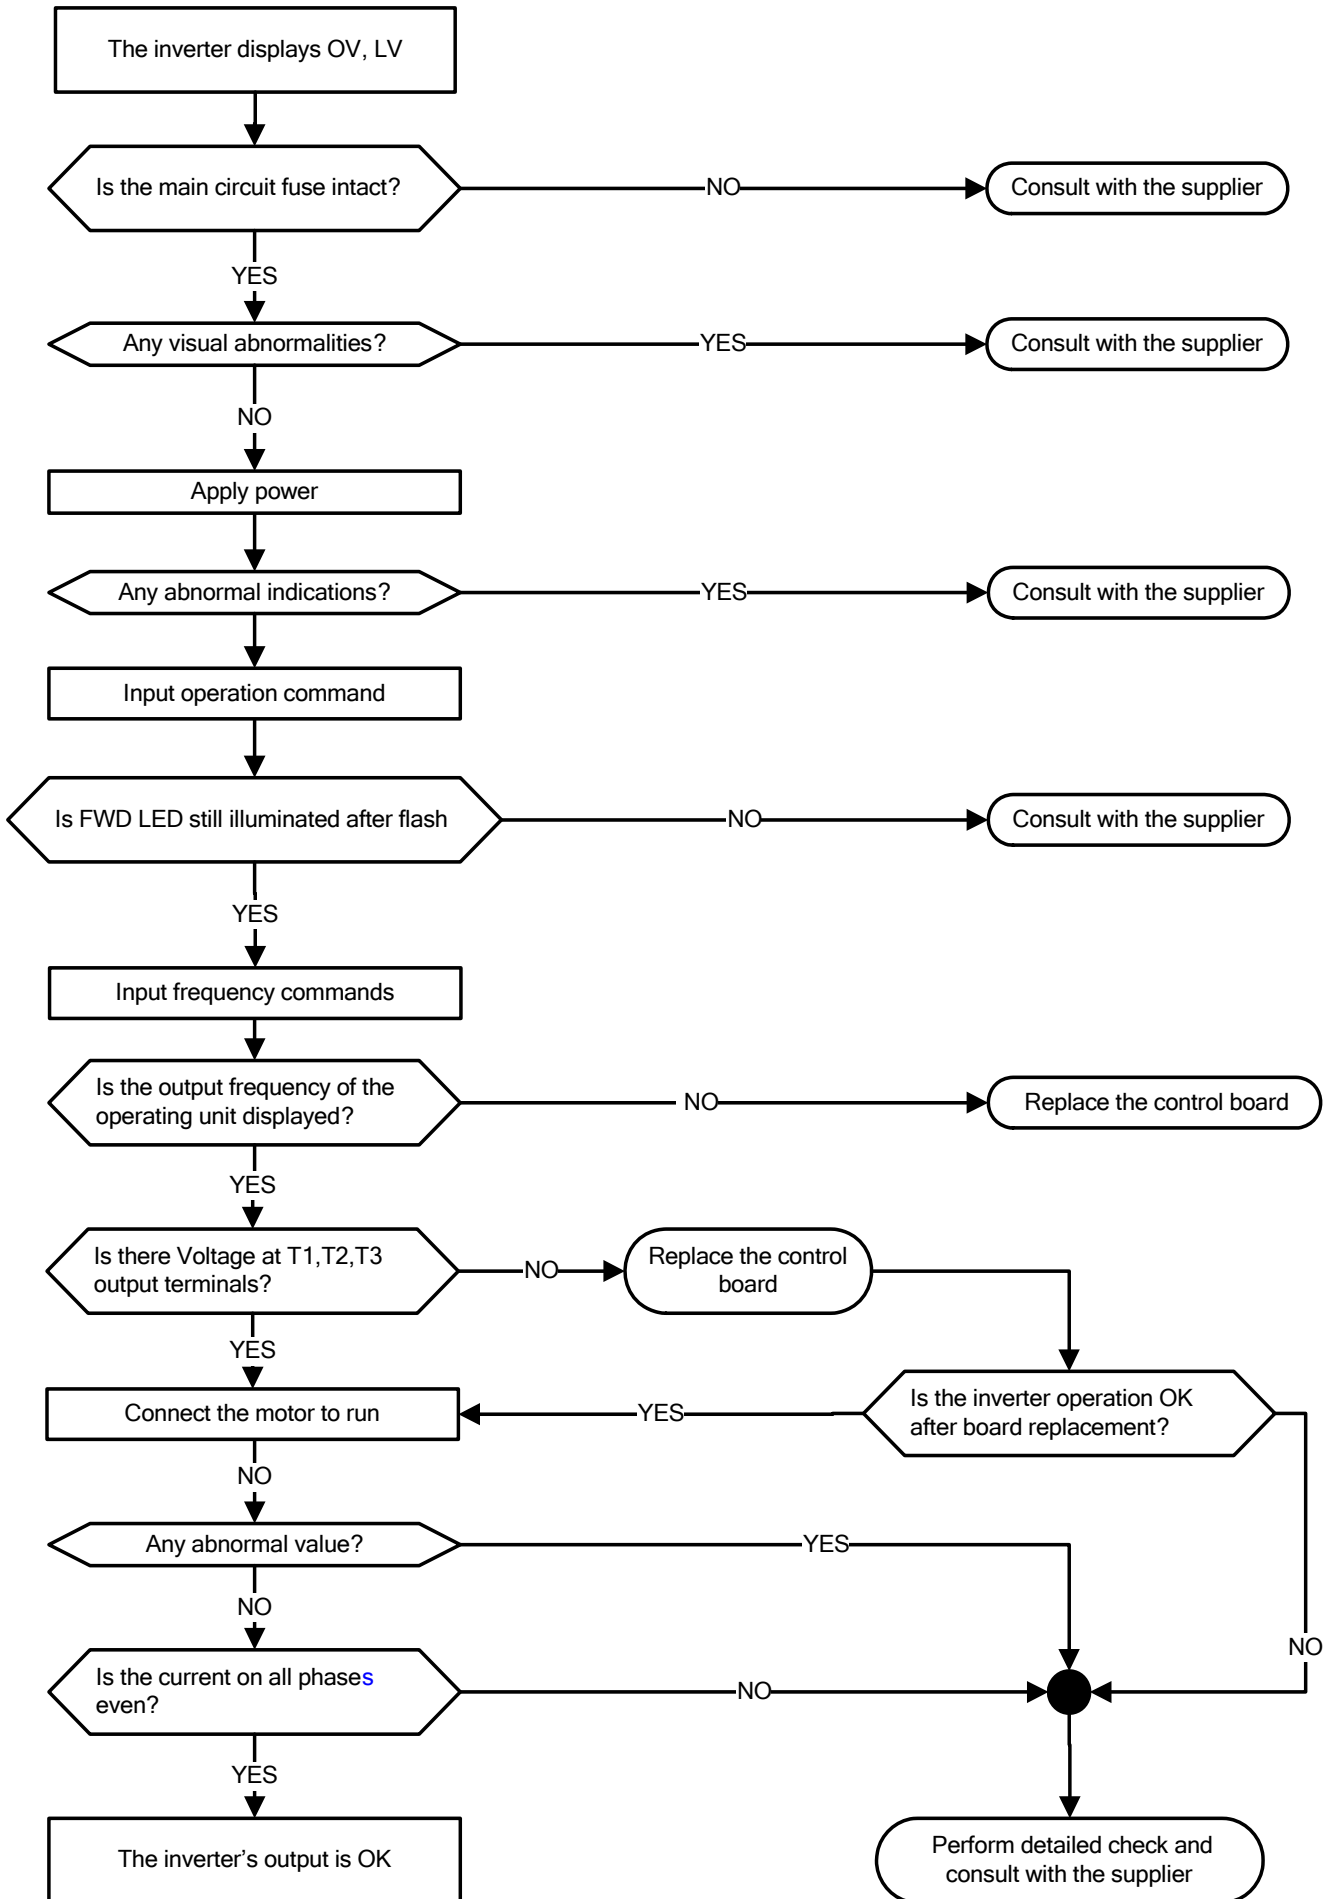 The inverter displays OV, LV
Is the main circuit fuse intact?
NO
Consult with the supplier
YES
Any visual abnormalities?
YES
Consult with the supplier
NO
Apply power
Any abnormal indications?
YES
Consult with the supplier
Input operation command
Is FWD LED still illuminated after flash
NO
Consult with the supplier
YES
Input frequency commands
Is the output frequency of the
operating unit displayed?
NO
Replace the control board
YES
Is there Voltage at T1,T2,T3
output terminals?
NO
Replace the control
board
YES
Connect the motor to run
YES
Is the inverter operation OK
after board replacement?
NO
Any abnormal value?
YES
NO
NO
Is the current on all phases
even?
NO
YES
The inverter's output is OK
Perform detailed check and
consult with the supplier